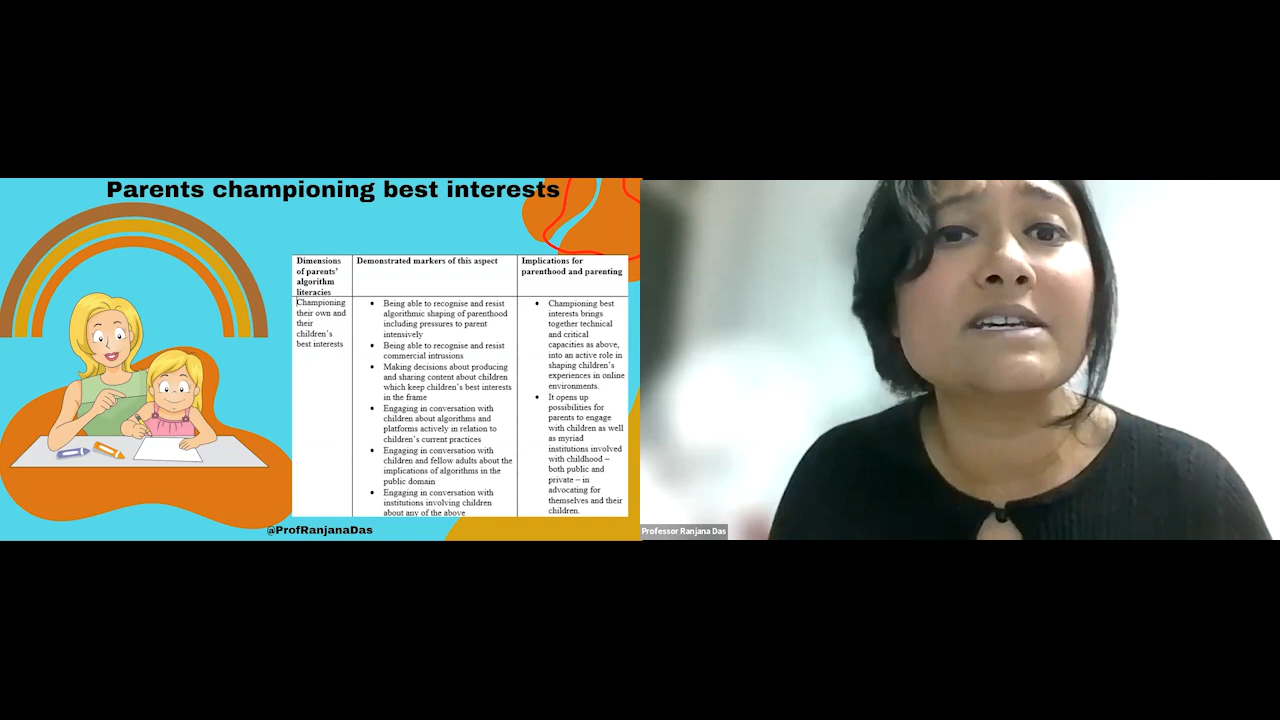 Parents championing best interests
Dimensions
of parents'
algorithm
literacies
Demonstrated markers of this aspect
Implications for
parenthood and parenting
Championing
their own and
their
children's
best interests
• Being able to recognise and resist
algorithmic shaping of parenthood
including pressures to parent
intensively
• Being able to recognise and resist
commercial intrusions
• Making decisions about producing
and sharing content about children
which keep children's best interests
in the frame
• Engaging in conversation with
children about algorithms and
platforms actively in relation to
children's current practices
• Engaging in conversation with
children and fellow adults about the
implications of algorithms in the
public domain
• Engaging in conversation with
institutions involving children
about any of the above
• Championing best
interests brings
together technical
and critical
capacities as above,
into an active role in
shaping children's
experiences in online
environments.
• It opens up
possibilities for
parents to engage
with children as well
as myriad
institutions involved
with childhood –
both public and
private – in
advocating for
themselves and their
children.
@ProfRanjanaDas
Professor Ranjana Das